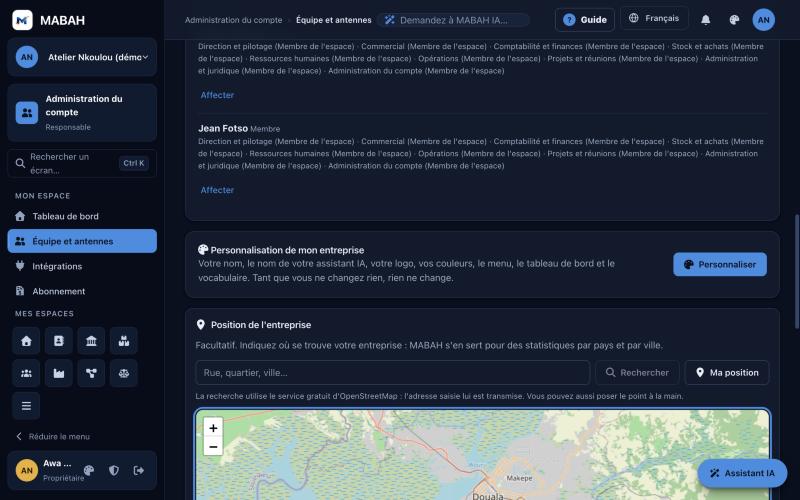 MABAH
Administration du compte › Équipe et antennes
Demandez à MABAH IA...
? Guide
Français
AN
AN
Atelier Nkoulou (démo
Administration du
compte
Responsable
Rechercher un
écran...
Ctrl K
MON ESPACE
Tableau de bord
Équipe et antennes
Intégrations
Abonnement
MES ESPACES
Réduire le menu
AN
Awa ...
Propriétaire
Direction et pilotage (Membre de l'espace) · Commercial (Membre de l'espace) · Comptabilité et finances (Membre de l'espace) · Stock et achats (Membre
de l'espace) · Ressources humaines (Membre de l'espace) · Opérations (Membre de l'espace) · Projets et réunions (Membre de l'espace) · Administration
et juridique (Membre de l'espace) · Administration du compte (Membre de l'espace)
Affecter
Jean Fotso Membre
Direction et pilotage (Membre de l'espace) · Commercial (Membre de l'espace) · Comptabilité et finances (Membre de l'espace) · Stock et achats (Membre
de l'espace) · Ressources humaines (Membre de l'espace) · Opérations (Membre de l'espace) · Projets et réunions (Membre de l'espace) · Administration
et juridique (Membre de l'espace) · Administration du compte (Membre de l'espace)
Affecter
Personnalisation de mon entreprise
Votre nom, le nom de votre assistant IA, votre logo, vos couleurs, le menu, le tableau de bord et le
vocabulaire. Tant que vous ne changez rien, rien ne change.
Personnaliser
Position de l'entreprise
Facultatif. Indiquez où se trouve votre entreprise : MABAH s'en sert pour des statistiques par pays et par ville.
Rue, quartier, ville...
Rechercher
Ma position
La recherche utilise le service gratuit d'OpenStreetMap : l'adresse saisie lui est transmise. Vous pouvez aussi poser le point à la main.
+
−
Makepe
Douala
Assistant IA